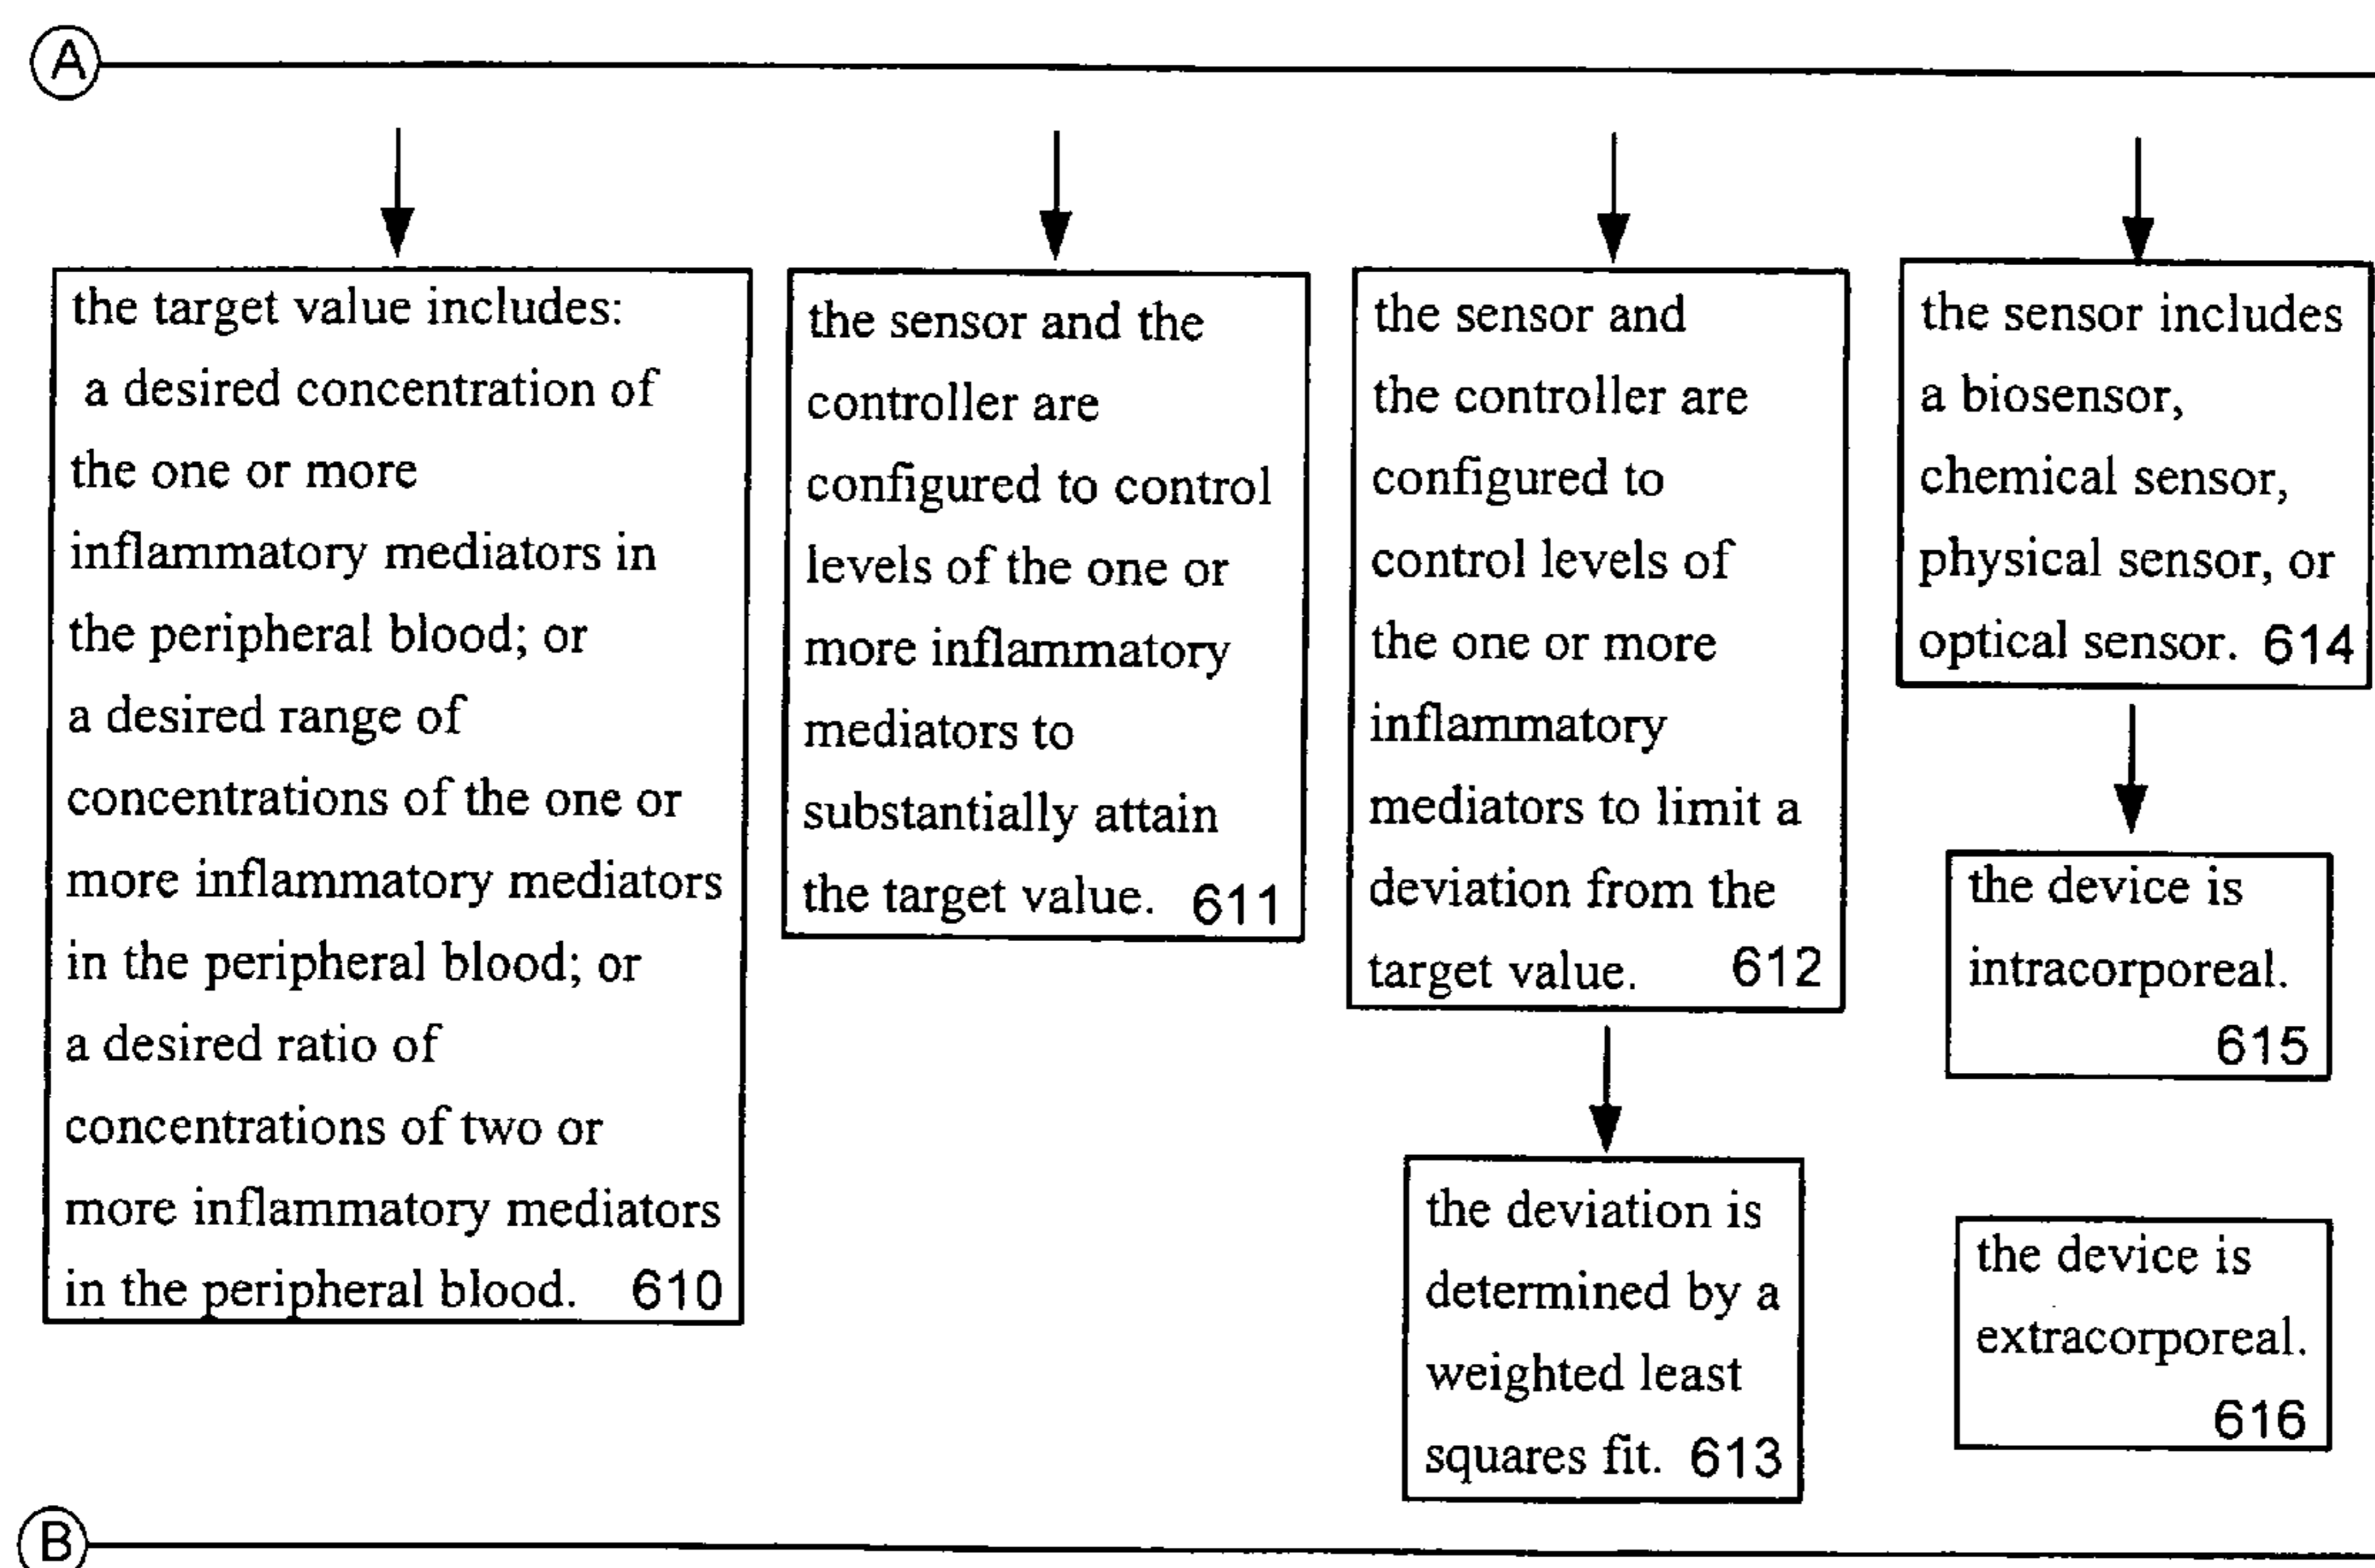 A
the target value includes:
a desired concentration of
the one or more
inflammatory mediators in
the peripheral blood; or
a desired range of
concentrations of the one or
more inflammatory mediators
in the peripheral blood; or
a desired ratio of
concentrations of two or
more inflammatory mediators
in the peripheral blood. 610
the sensor and the
controller are
configured to control
levels of the one or
more inflammatory
mediators to
substantially attain
the target value. 611
the sensor and
the controller are
configured to
control levels of
the one or more
inflammatory
mediators to limit a
deviation from the
target value. 612
the deviation is
determined by a
weighted least
squares fit. 613
the sensor includes
a biosensor,
chemical sensor,
physical sensor, or
optical sensor. 614
the device is
intracorporeal.
615
the device is
extracorporeal.
616
B